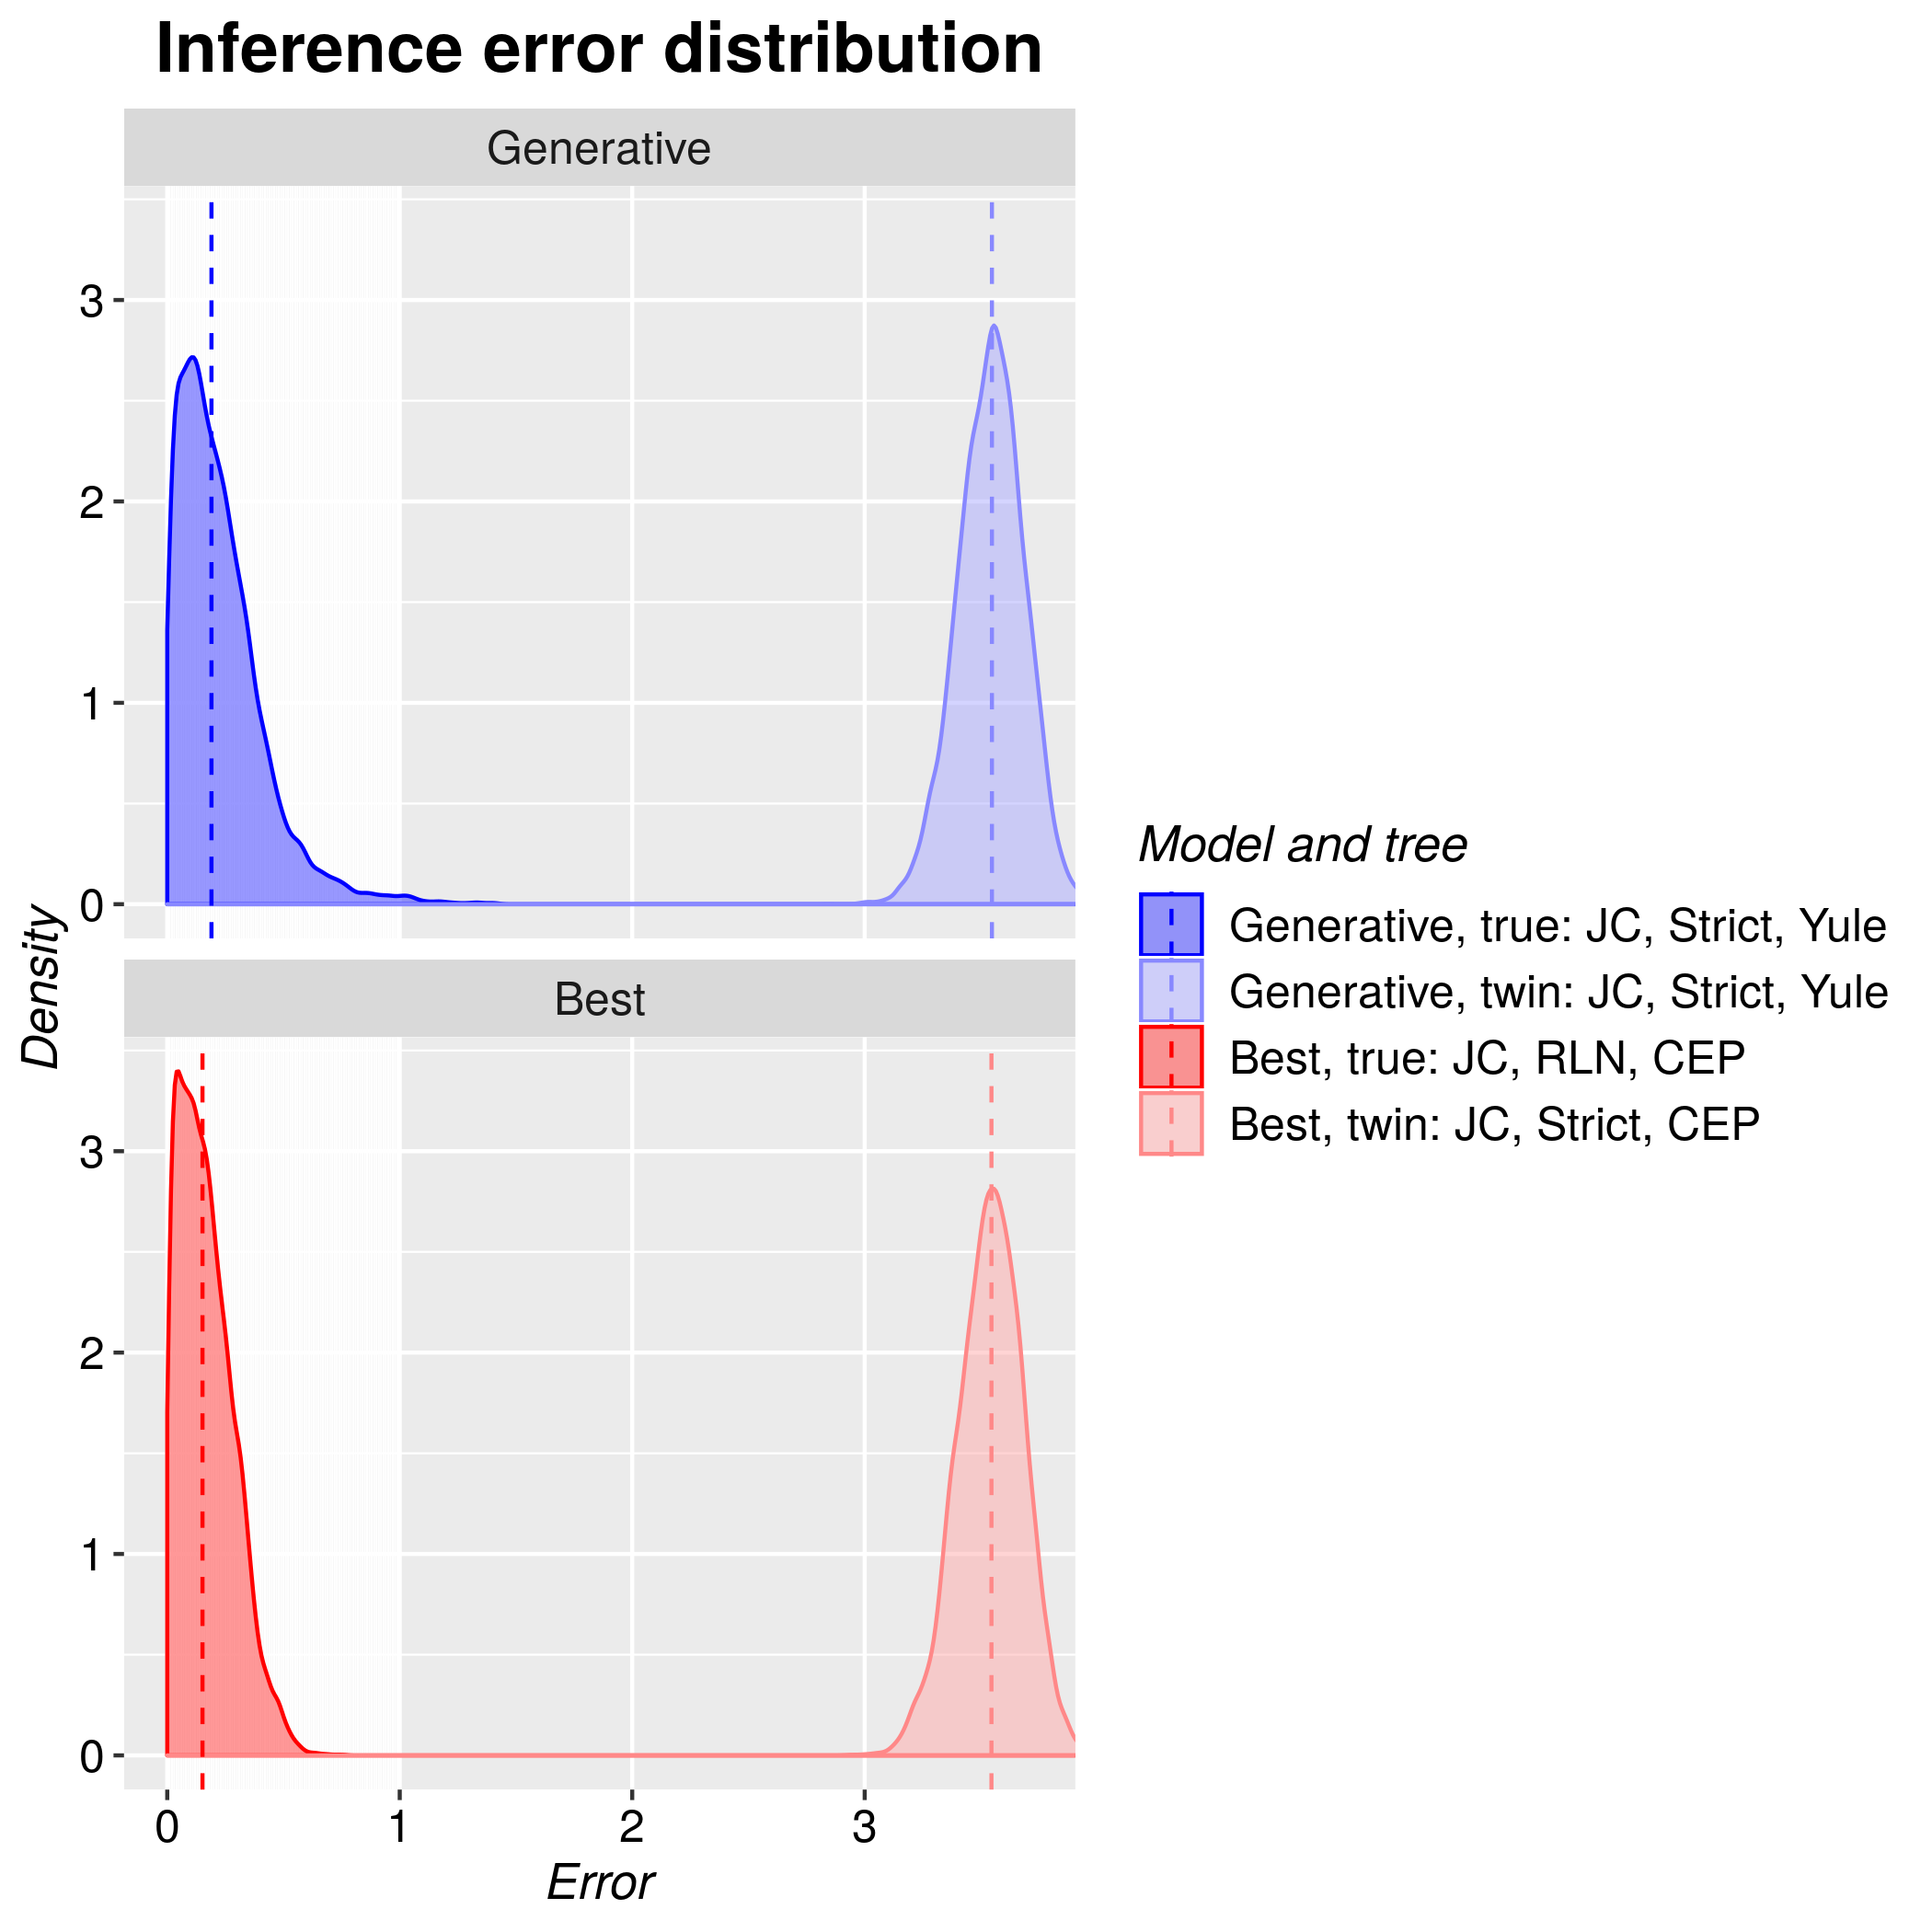 Inference error distribution
Generative
3
2
1
0
Best
3
2
1
0
0 1 2 3
Error
Density
Model and tree
Generative, true: JC, Strict, Yule
Generative, twin: JC, Strict, Yule
Best, true: JC, RLN, CEP
Best, twin: JC, Strict, CEP